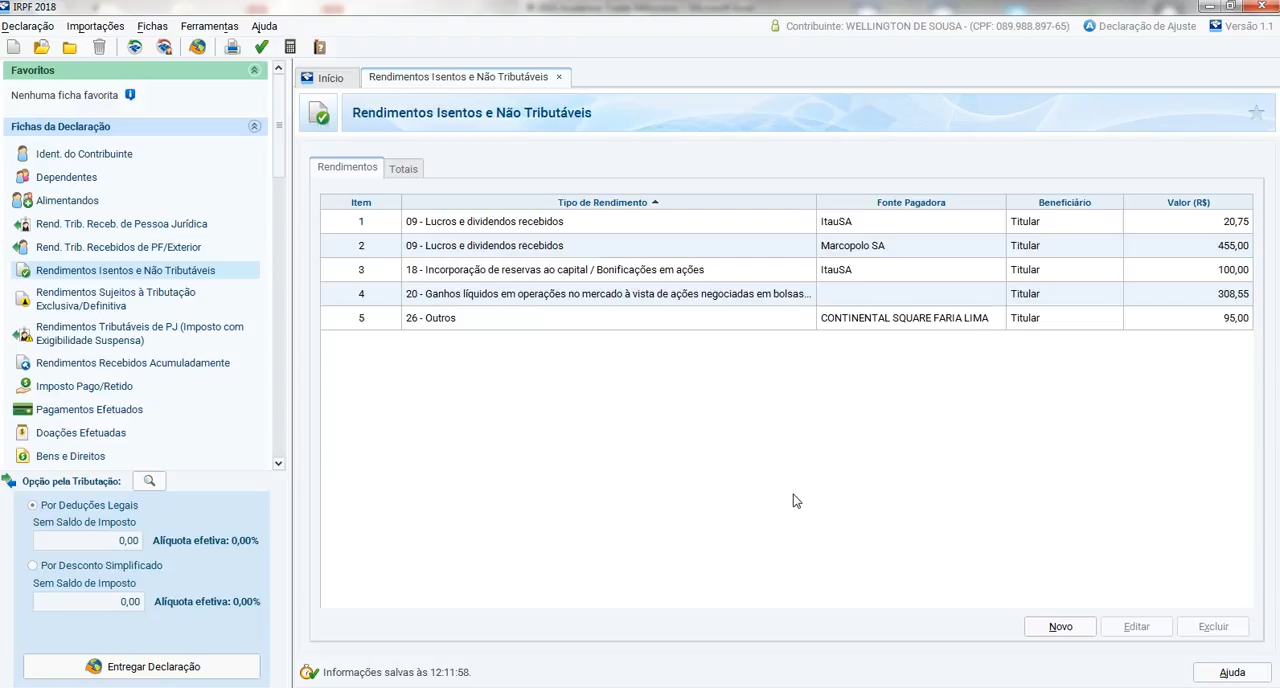 IRPF 2018
Declaração Importações Fichas Ferramentas Ajuda
Contribuinte: WELLINGTON DE SOUSA - (CPF: 089.988.897-65) Declaração de Ajuste Versão 1.1
Favoritos
Nenhuma ficha favorita
Fichas da Declaração
Ident. do Contribuinte
Dependentes
Alimentandos
Rend. Trib. Receb. de Pessoa Jurídica
Rend. Trib. Recebidos de PF/Exterior
Rendimentos Isentos e Não Tributáveis
Rendimentos Sujeitos à Tributação
Exclusiva/Definitiva
Rendimentos Tributáveis de PJ (Imposto com
Exigibilidade Suspensa)
Rendimentos Recebidos Acumuladamente
Imposto Pago/Retido
Pagamentos Efetuados
Doações Efetuadas
Bens e Direitos
Opção pela Tributação:
Por Deduções Legais
Sem Saldo de Imposto
0,00 Alíquota efetiva: 0,00%
Por Desconto Simplificado
Sem Saldo de Imposto
0,00 Alíquota efetiva: 0,00%
Entregar Declaração
Início Rendimentos Isentos e Não Tributáveis ×
Rendimentos Isentos e Não Tributáveis
Rendimentos Totais
Item Tipo de Rendimento Fonte Pagadora Beneficiário Valor (R$)
1 09 - Lucros e dividendos recebidos ItauSA Titular 20,75
2 09 - Lucros e dividendos recebidos Marcopolo SA Titular 455,00
3 18 - Incorporação de reservas ao capital / Bonificações em ações ItauSA Titular 100,00
4 20 - Ganhos líquidos em operações no mercado à vista de ações negociadas em bolsas... Titular 308,55
5 26 - Outros CONTINENTAL SQUARE FARIA LIMA Titular 95,00
Novo Editar Excluir
Informações salvas às 12:11:58.
Ajuda